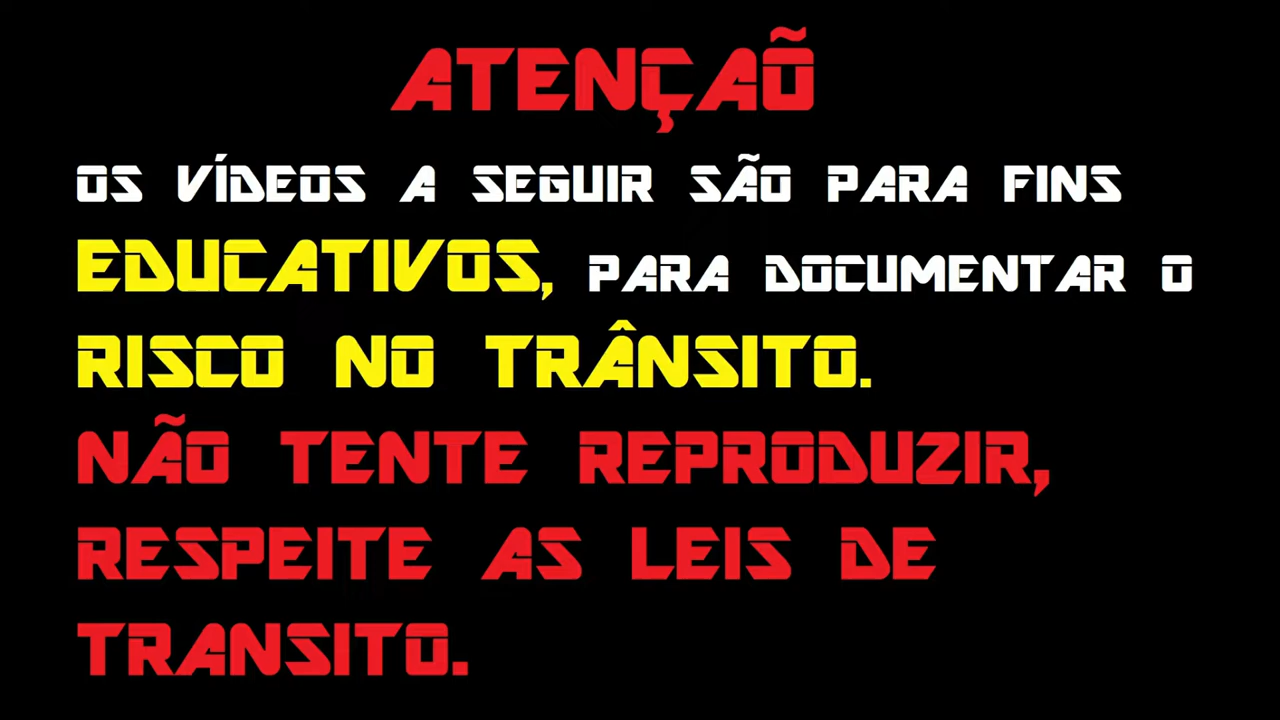 ATENÇAÕ
OS VÍDEOS A SEGUIR SÃO PARA FINS
EDUCATIVOS, PARA DOCUMENTAR O
RISCO NO TRÂNSITO.
NÃO TENTE REPRODUZIR,
RESPEITE AS LEIS DE
TRANSITO.